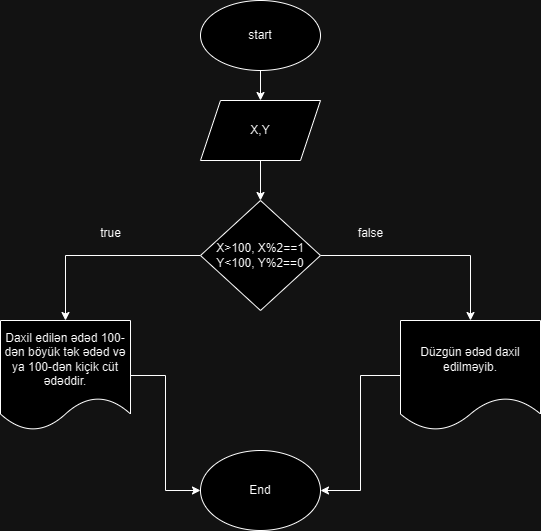 start
X,Y
true
false
X>100, X%2==1
Y<100, Y%2==0
Daxil edilən ədəd 100-
dən böyük tək ədəd və
ya 100-dən kiçik cüt
ədəddir.
Düzgün ədəd daxil
edilməyib.
End